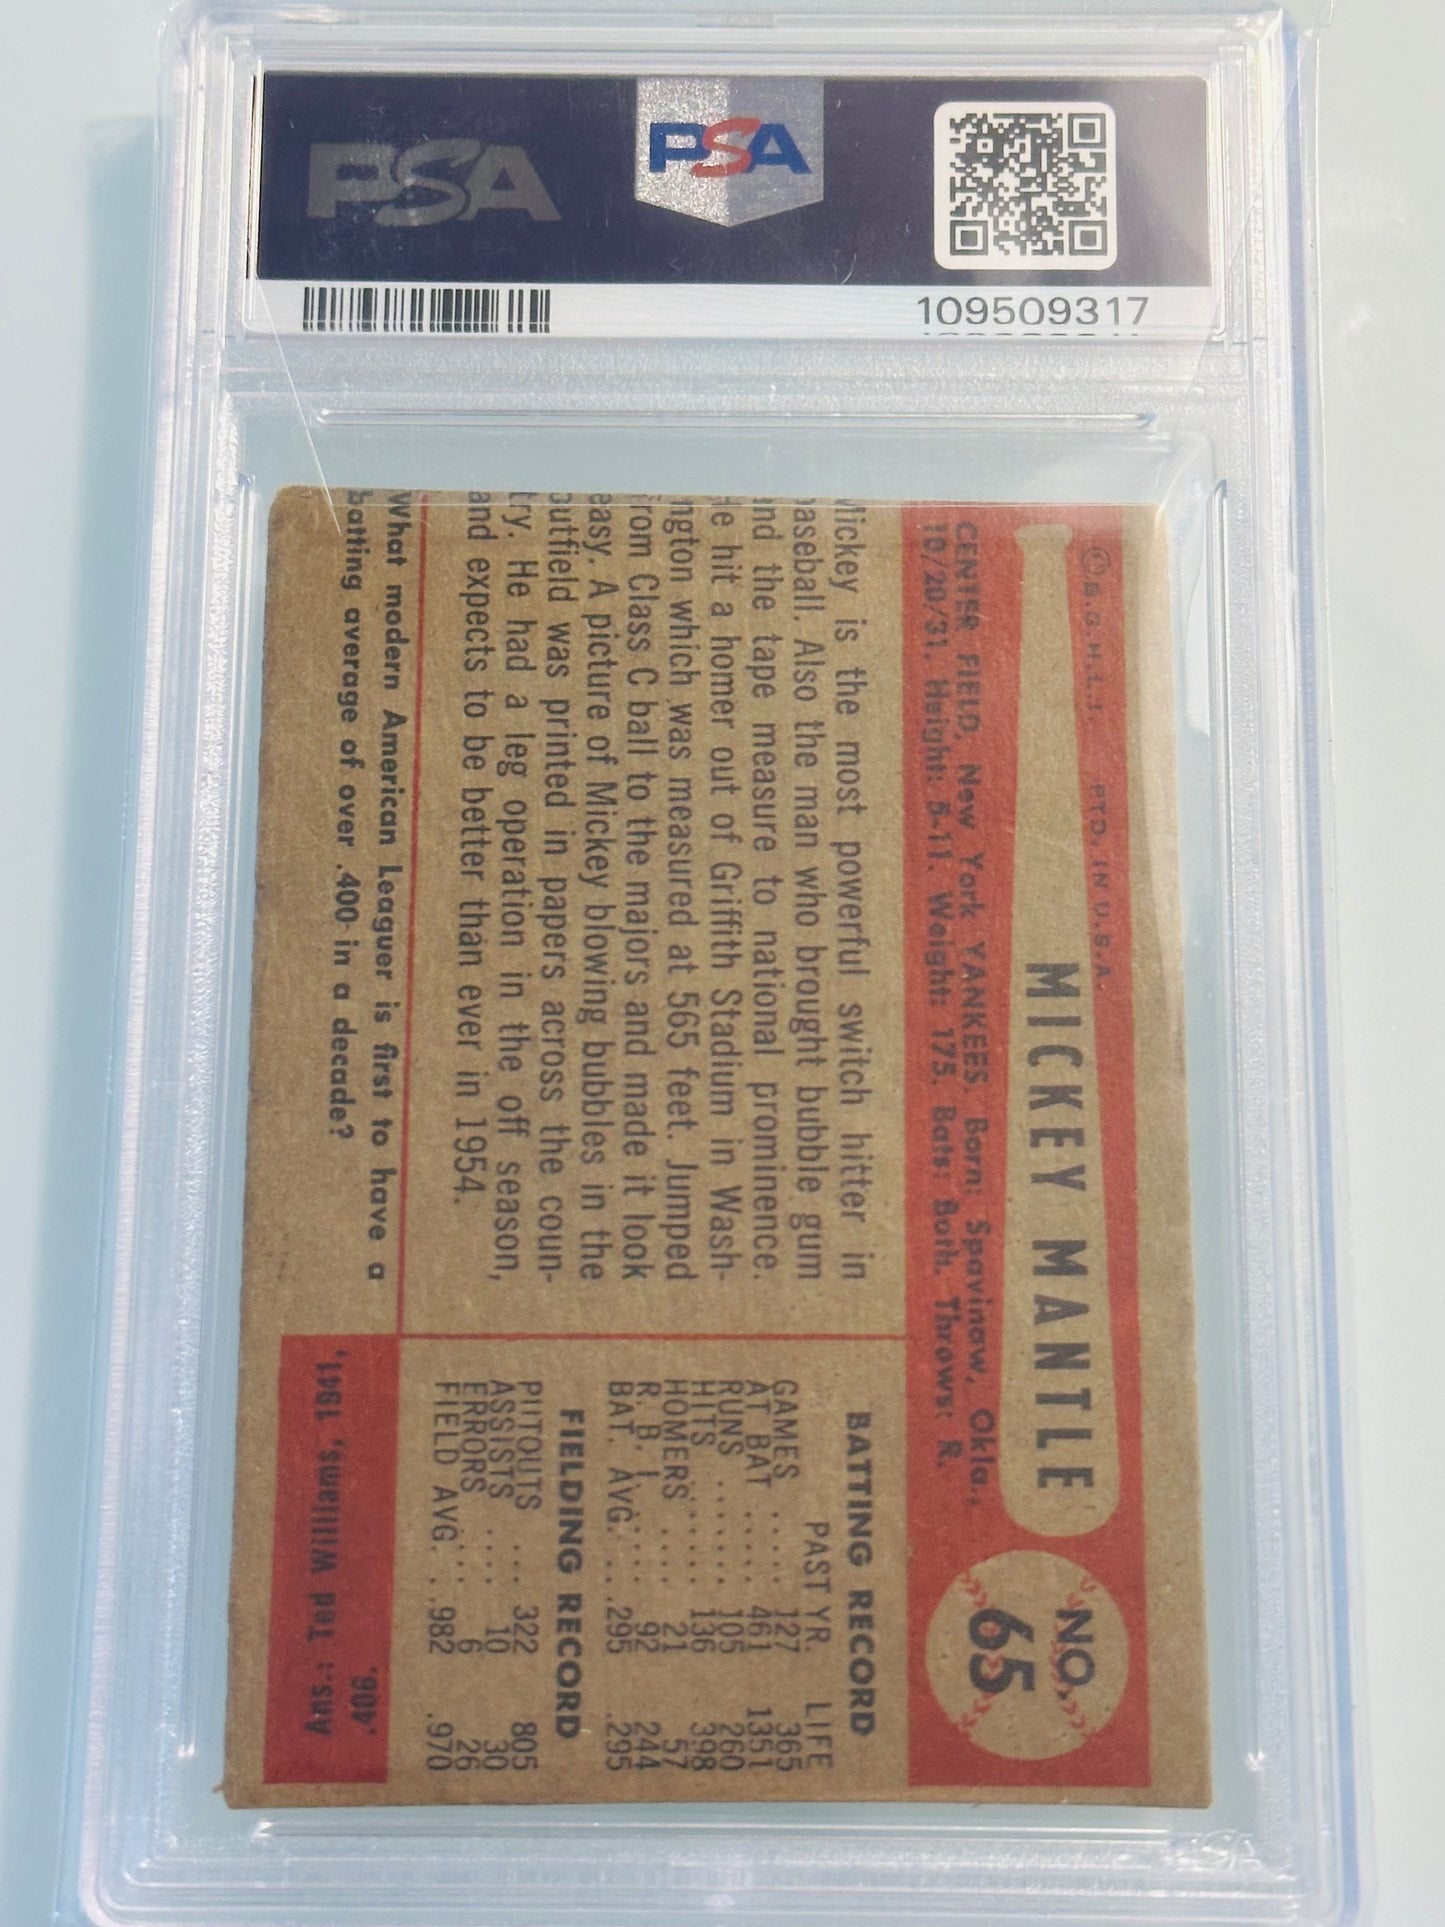 PSA
PSA
109509317
© B.G.H.L.I. PTD. IN U.S.A.
MICKEY MANTLE
NO.
65
CENTER FIELD, New York YANKEES. Born: Spavinaw, Okla.,
10/20/31. Height: 5-11. Weight: 175. Bats: Both. Throws: R.
Mickey is the most powerful switch hitter in
baseball. Also the man who brought bubble gum
and the tape measure to national prominence.
He hit a homer out of Griffith Stadium in Wash-
ngton which was measured at 565 feet. Jumped
from Class C ball to the majors and made it look
easy. A picture of Mickey blowing bubbles in the
outfield was printed in papers across the coun-
try. He had a leg operation in the off season,
and expects to be better than ever in 1954.
BATTING RECORD
PAST YR. LIFE
GAMES ..... 127 365
AT BAT ..... 461 1351
RUNS ...... 105 260
HITS ...... 136 398
HOMERS .... 21 57
R. B. I. .... 92 244
BAT. AVG. .. .295 .295
FIELDING RECORD
PUTOUTS ... 322 805
ASSISTS .... 10 30
ERRORS .... 6 26
FIELD AVG. .. .982 .970
What modern American Leaguer is first to have a
batting average of over .400 in a decade?
Ans.: Ted Williams, 1941,
.406.
PSA